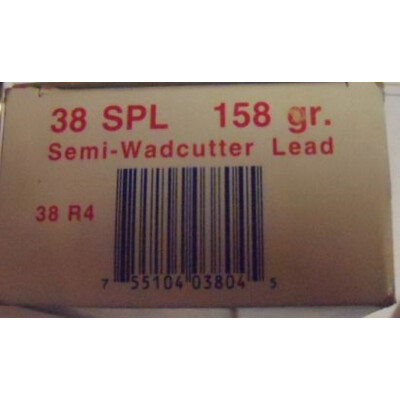 38 SPL 158 gr.
Semi-Wadcutter Lead
38 R4
7 55104 03804 5